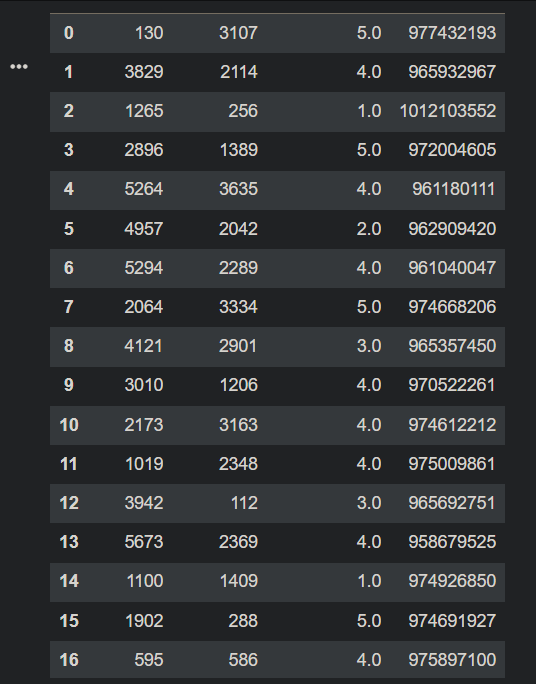 0 130 3107 5.0 977432193
1 3829 2114 4.0 965932967
2 1265 256 1.0 1012103552
3 2896 1389 5.0 972004605
4 5264 3635 4.0 961180111
5 4957 2042 2.0 962909420
6 5294 2289 4.0 961040047
7 2064 3334 5.0 974668206
8 4121 2901 3.0 965357450
9 3010 1206 4.0 970522261
10 2173 3163 4.0 974612212
11 1019 2348 4.0 975009861
12 3942 112 3.0 965692751
13 5673 2369 4.0 958679525
14 1100 1409 1.0 974926850
15 1902 288 5.0 974691927
16 595 586 4.0 975897100